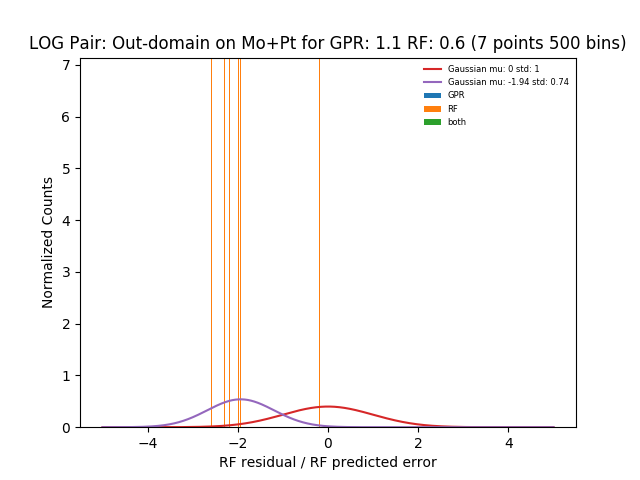 LOG Pair: Out-domain on Mo+Pt for GPR: 1.1 RF: 0.6 (7 points 500 bins)
Gaussian mu: 0 std: 1
Gaussian mu: -1.94 std: 0.74
GPR
RF
both
Normalized Counts
7
6
5
4
3
2
1
0
−4 −2 0 2 4
RF residual / RF predicted error